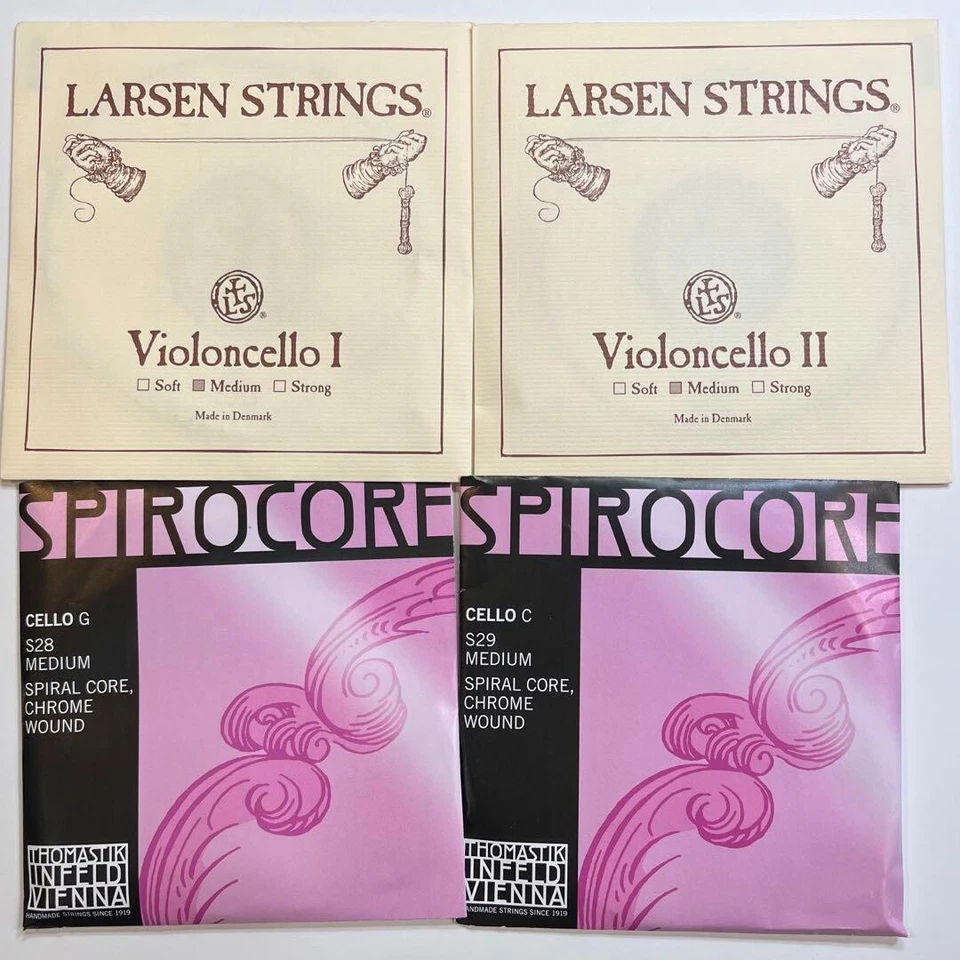 LARSEN STRINGS®
LFS®
Violoncello I
Soft Medium Strong
Made in Denmark
LARSEN STRINGS®
LFS®
Violoncello II
Soft Medium Strong
Made in Denmark
SPIROCORE
CELLO G
S28
MEDIUM
SPIRAL CORE,
CHROME
WOUND
THOMASTIK
INFELD
VIENNA
HANDMADE STRINGS SINCE 1919
SPIROCORE
CELLO C
S29
MEDIUM
SPIRAL CORE,
CHROME
WOUND
THOMASTIK
INFELD
VIENNA
HANDMADE STRINGS SINCE 1919